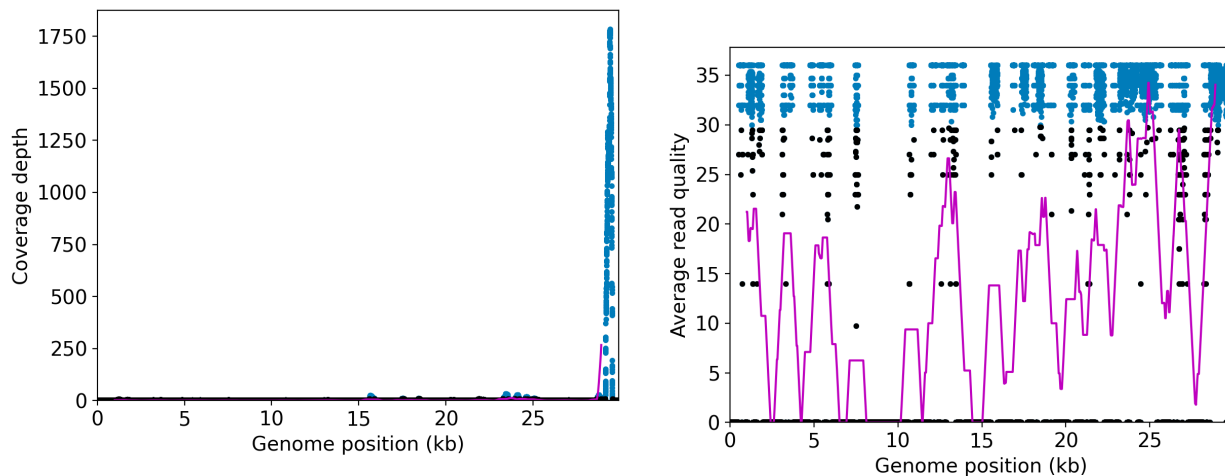 Coverage depth
1750
1500
1250
1000
750
500
250
0
0 5 10 15 20 25
Genome position (kb)
Average read quality
35
30
25
20
15
10
5
0
0 5 10 15 20 25
Genome position (kb)